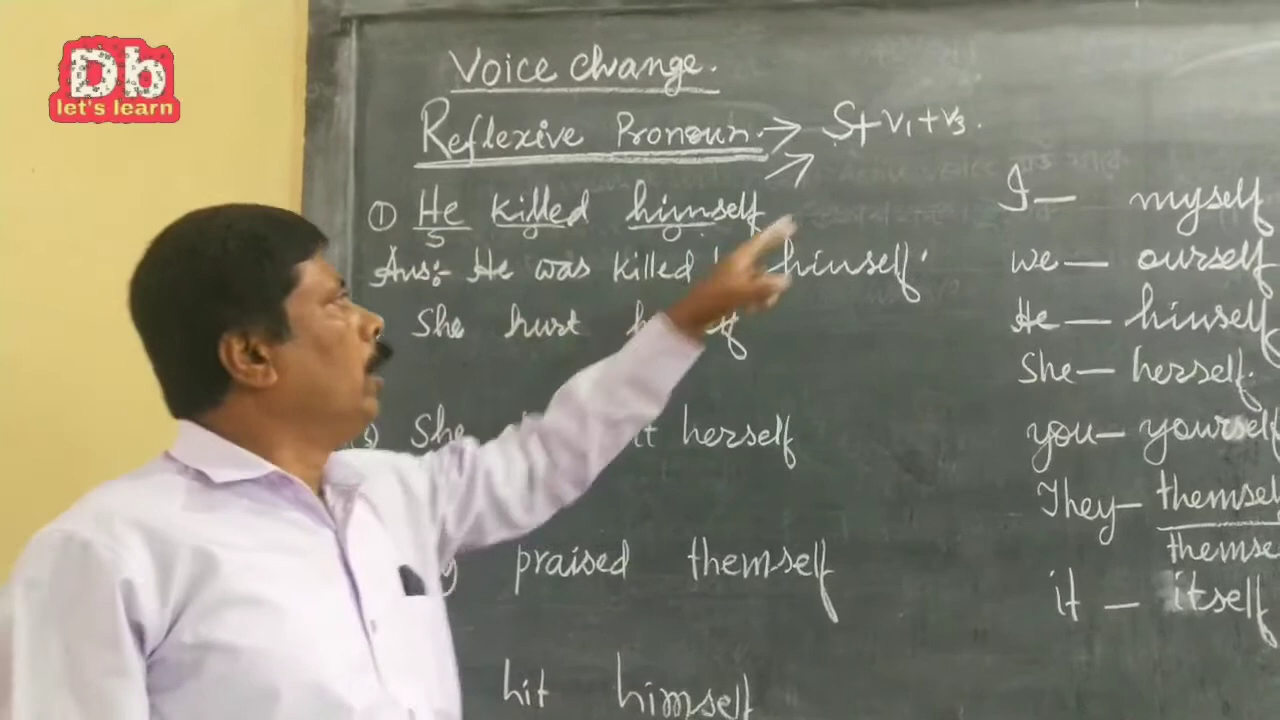 Db
let's learn
Voice change.
Reflexive Pronoun. → S + V1 + V3.
① He killed himself
S
Ans:- He was killed himself.
She hurt
She herself
praised themself
hit himself
I — myself
we — ourself
He — himself
She — herself.
you — yourself
They —
it — itself